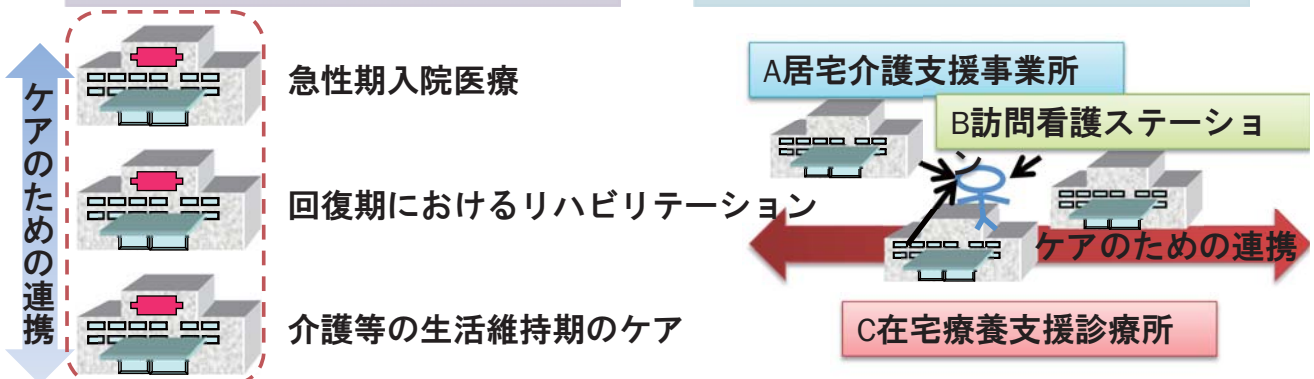 ケアのための連携
急性期入院医療
回復期におけるリハビリテーション
介護等の生活維持期のケア
A居宅介護支援事業所
B訪問看護ステーショ
ン
ケアのための連携
C在宅療養支援診療所